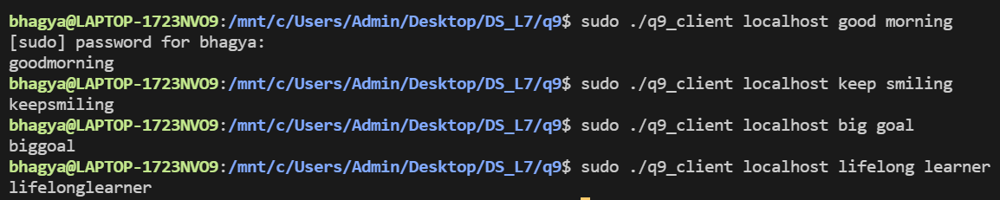 bhagya@LAPTOP-1723NVO9:/mnt/c/Users/Admin/Desktop/DS_L7/q9$ sudo ./q9_client localhost good morning
[sudo] password for bhagya:
goodmorning
bhagya@LAPTOP-1723NVO9:/mnt/c/Users/Admin/Desktop/DS_L7/q9$ sudo ./q9_client localhost keep smiling
keepsmiling
bhagya@LAPTOP-1723NVO9:/mnt/c/Users/Admin/Desktop/DS_L7/q9$ sudo ./q9_client localhost big goal
biggoal
bhagya@LAPTOP-1723NVO9:/mnt/c/Users/Admin/Desktop/DS_L7/q9$ sudo ./q9_client localhost lifelong learner
lifelonglearner